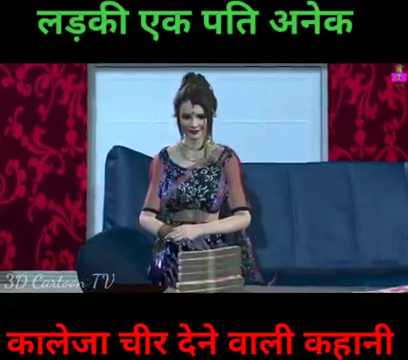 लड़की एक पति अनेक
3D Cartoon TV
कालेजा चीर देने वाली कहानी